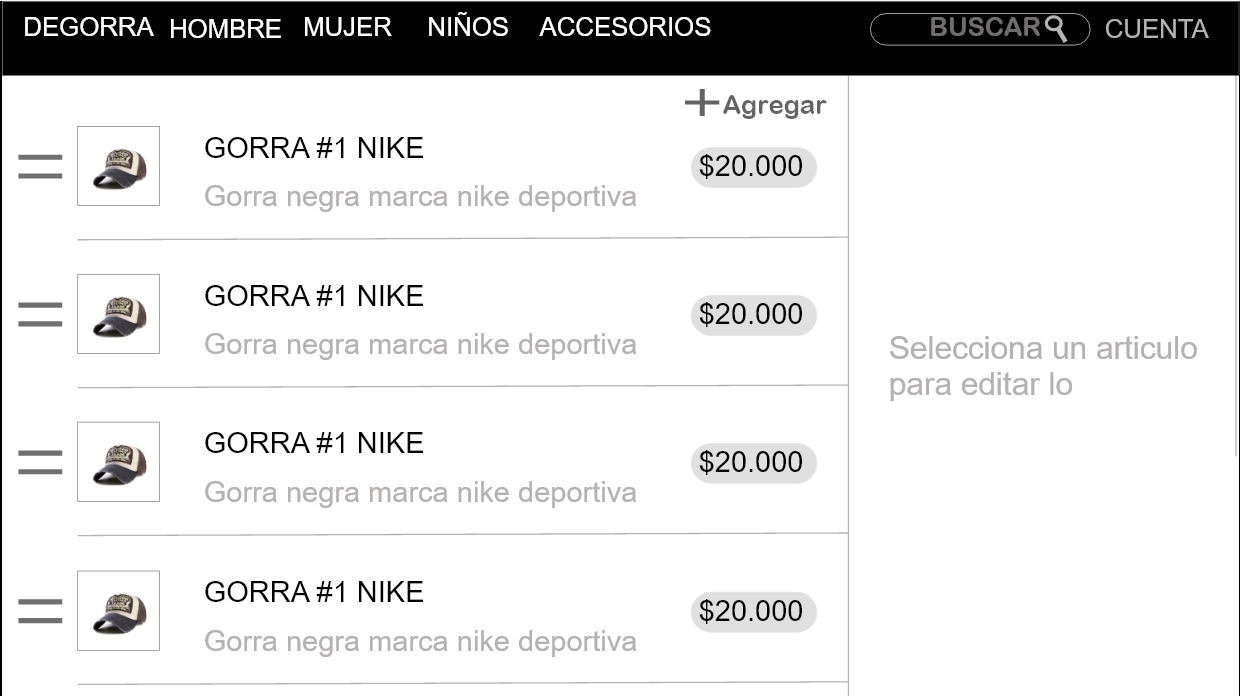 DEGORRA HOMBRE MUJER NIÑOS ACCESORIOS BUSCAR CUENTA
Agregar
GORRA #1 NIKE
$20.000
Gorra negra marca nike deportiva
GORRA #1 NIKE
$20.000
Gorra negra marca nike deportiva
GORRA #1 NIKE
$20.000
Gorra negra marca nike deportiva
GORRA #1 NIKE
$20.000
Gorra negra marca nike deportiva
Selecciona un articulo
para editar lo